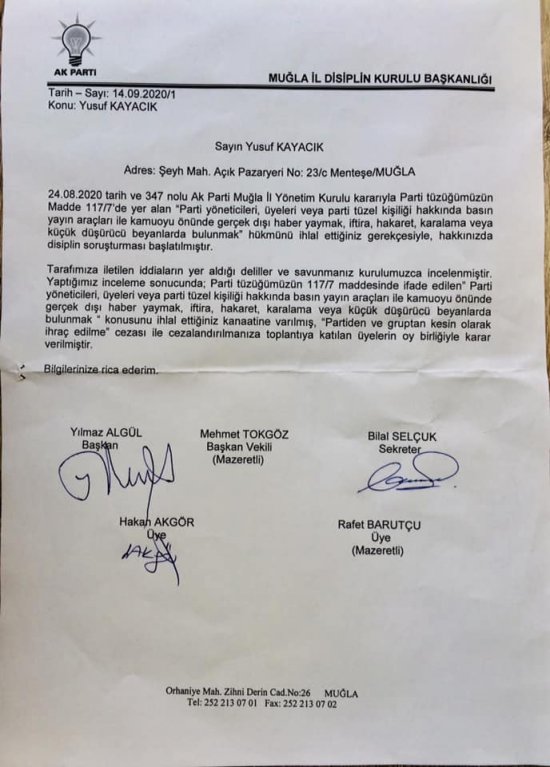 AK PARTİ
MUĞLA İL DİSİPLİN KURULU BAŞKANLIĞI
Tarih – Sayı: 14.09.2020/1
Konu: Yusuf KAYACIK
Sayın Yusuf KAYACIK
Adres: Şeyh Mah. Açık Pazaryeri No: 23/c Menteşe/MUĞLA
24.08.2020 tarih ve 347 nolu Ak Parti Muğla İl Yönetim Kurulu kararıyla Parti tüzüğümüzün
Madde 117/7'de yer alan "Parti yöneticileri, üyeleri veya parti tüzel kişiliği hakkında basın
yayın araçları ile kamuoyu önünde gerçek dışı haber yaymak, iftira, hakaret, karalama veya
küçük düşürücü beyanlarda bulunmak" hükmünü ihlal ettiğiniz gerekçesiyle, hakkınızda
disiplin soruşturması başlatılmıştır.
Tarafımıza iletilen iddiaların yer aldığı deliller ve savunmanız kurulumuzca incelenmiştir.
Yaptığımız inceleme sonucunda; Parti tüzüğümüzün 117/7 maddesinde ifade edilen" Parti
yöneticileri, üyeleri veya parti tüzel kişiliği hakkında basın yayın araçları ile kamuoyu önünde
gerçek dışı haber yaymak, iftira, hakaret, karalama veya küçük düşürücü beyanlarda
bulunmak " konusunu ihlal ettiğiniz kanaatine varılmış, "Partiden ve gruptan kesin olarak
ihraç edilme" cezası ile cezalandırılmanıza toplantıya katılan üyelerin oy birliğiyle karar
verilmiştir.
Bilgilerinize rica ederim.
Yılmaz ALGÜL Mehmet TOKGÖZ Bilal SELÇUK
Başkan Başkan Vekili Sekreter
(Mazeretli)
Hakan AKGÖR Rafet BARUTÇU
Üye Üye
(Mazeretli)
Orhaniye Mah. Zihni Derin Cad.No:26 MUĞLA
Tel: 252 213 07 01 Fax: 252 213 07 02